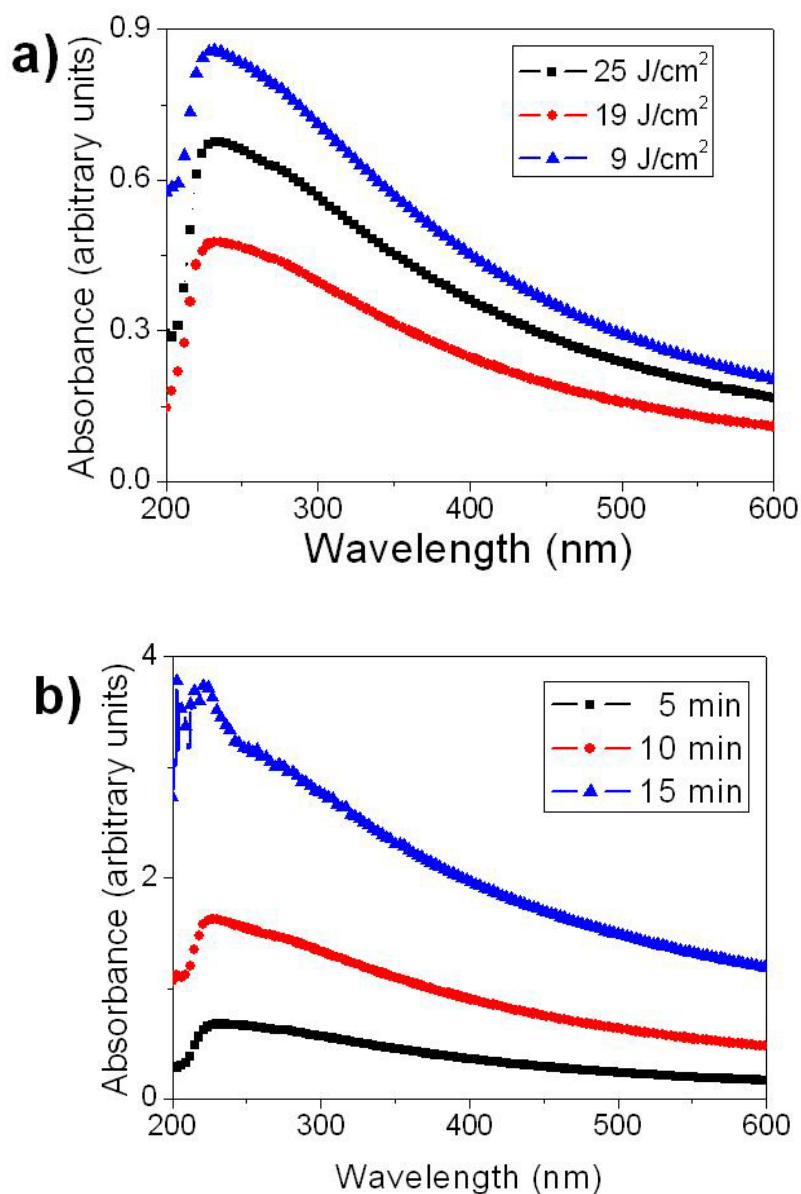 a)
Absorbance (arbitrary units)
0.9
0.6
0.3
0.0
25 J/cm²
19 J/cm²
9 J/cm²
200 300 400 500 600
Wavelength (nm)
b)
Absorbance (arbitrary units)
4
2
0
5 min
10 min
15 min
200 300 400 500 600
Wavelength (nm)